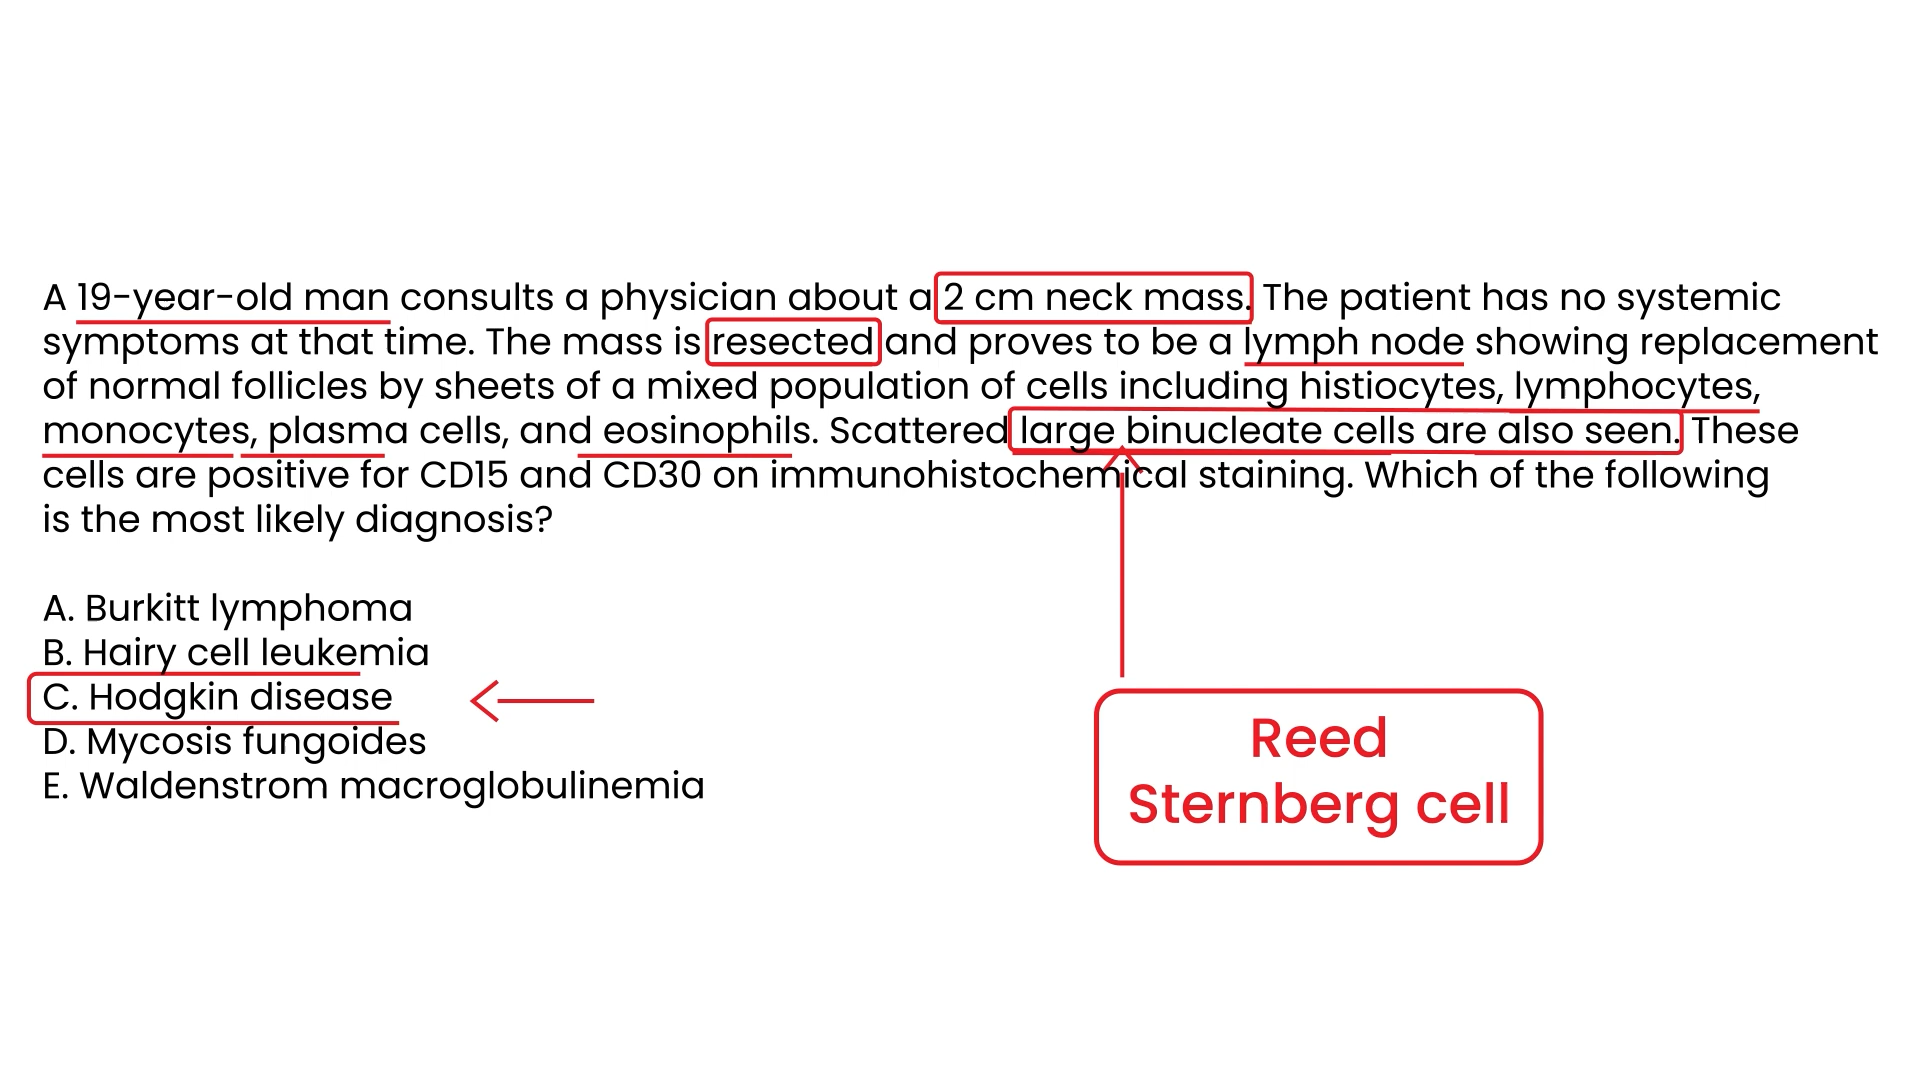 A 19-year-old man consults a physician about a 2 cm neck mass. The patient has no systemic
symptoms at that time. The mass is resected and proves to be a lymph node showing replacement
of normal follicles by sheets of a mixed population of cells including histiocytes, lymphocytes,
monocytes, plasma cells, and eosinophils. Scattered large binucleate cells are also seen. These
cells are positive for CD15 and CD30 on immunohistochemical staining. Which of the following
is the most likely diagnosis?
A. Burkitt lymphoma
B. Hairy cell leukemia
C. Hodgkin disease
D. Mycosis fungoides
E. Waldenstrom macroglobulinemia
Reed
Sternberg cell